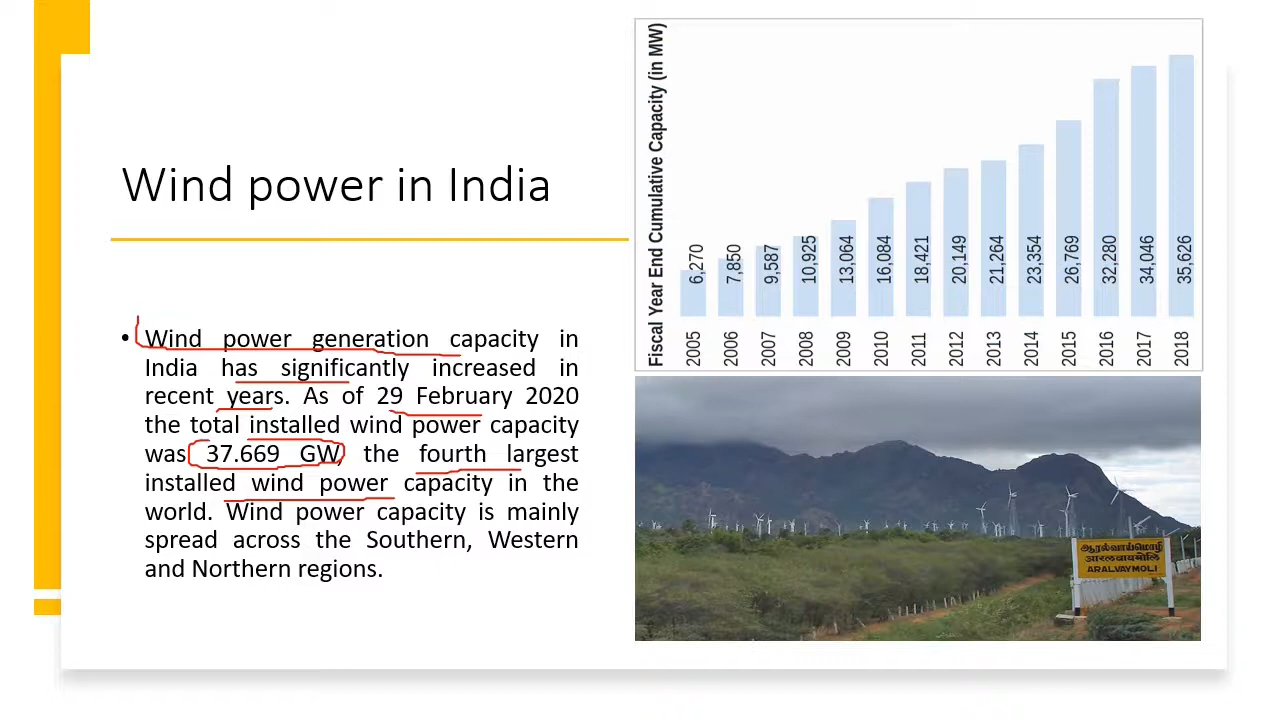 Wind power in India
• Wind power generation capacity in
India has significantly increased in
recent years. As of 29 February 2020
the total installed wind power capacity
was 37.669 GW, the fourth largest
installed wind power capacity in the
world. Wind power capacity is mainly
spread across the Southern, Western
and Northern regions.
Fiscal Year End Cumulative Capacity (in MW)
6,270
7,850
9,587
10,925
13,064
16,084
18,421
20,149
21,264
23,354
26,769
32,280
34,046
35,626
2005
2006
2007
2008
2009
2010
2011
2012
2013
2014
2015
2016
2017
2018
ஆரல்வாய்மொழி
आरलवायमोलि
ARALVAYMOLI